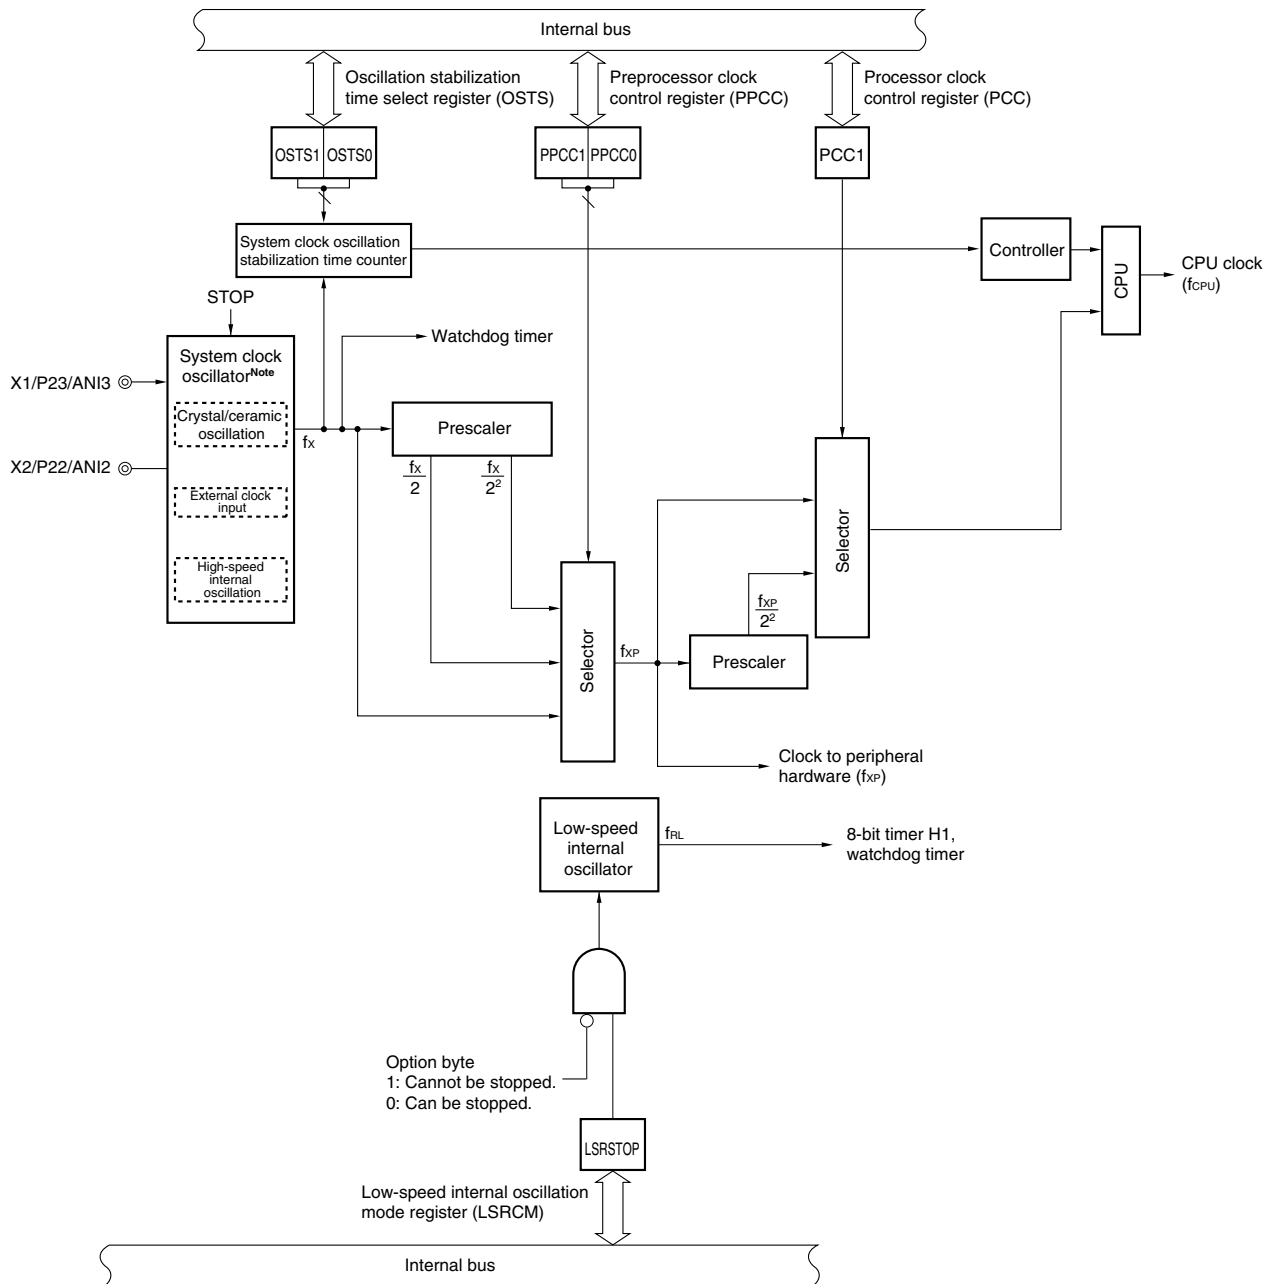 Internal bus
Oscillation stabilization
time select register (OSTS)
Preprocessor clock
control register (PPCC)
Processor clock
control register (PCC)
OSTS1 OSTS0
PPCC1 PPCC0
PCC1
System clock oscillation
stabilization time counter
Controller
CPU
CPU clock
(fCPU)
STOP
Watchdog timer
System clock
oscillatorNote
X1/P23/ANI3
Crystal/ceramic
oscillation
fX
Prescaler
X2/P22/ANI2
fX
2
fX
2²
External clock
input
High-speed
internal
oscillation
Selector
Selector
fXP
fXP
2²
Prescaler
Clock to peripheral
hardware (fXP)
Low-speed
internal
oscillator
fRL
8-bit timer H1,
watchdog timer
Option byte
1: Cannot be stopped.
0: Can be stopped.
LSRSTOP
Low-speed internal oscillation
mode register (LSRCM)
Internal bus